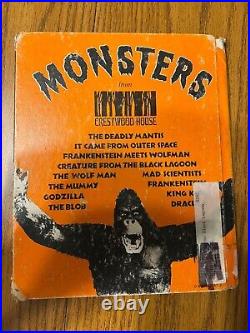 MONSTERS
from
CRESTWOOD HOUSE
THE DEADLY MANTIS
IT CAME FROM OUTER SPACE
FRANKENSTEIN MEETS WOLFMAN
CREATURE FROM THE BLACK LAGOON
THE WOLF MAN MAD SCIENTISTS
THE MUMMY FRANKENSTEIN
GODZILLA KING K
THE BLOB DRAC